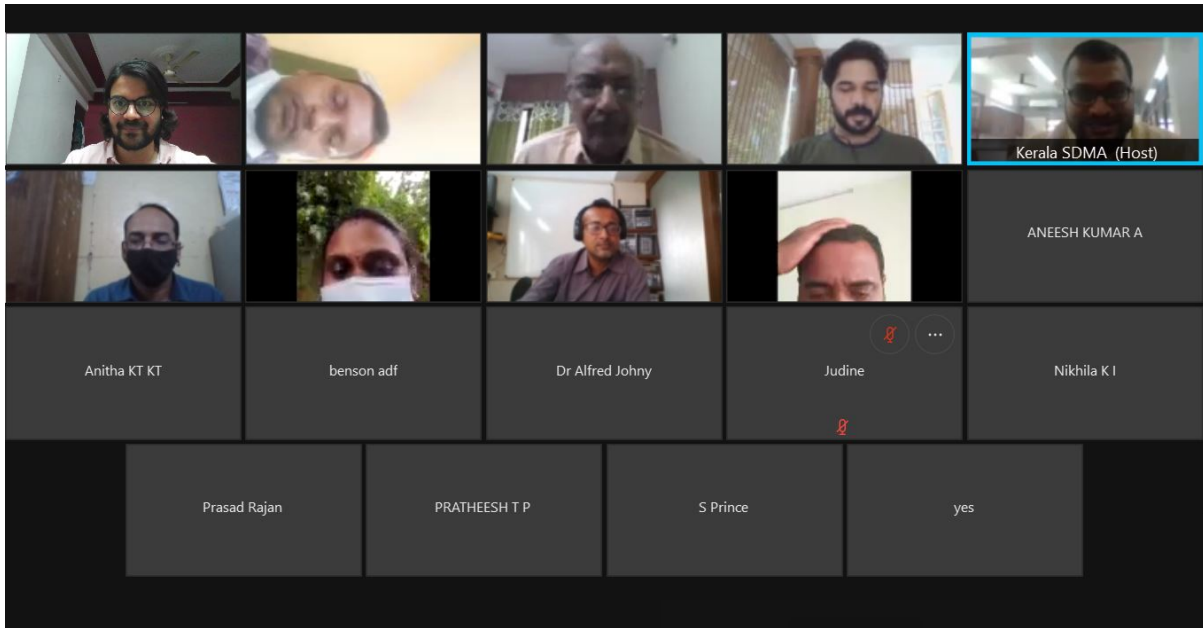 Kerala SDMA (Host)
ANEESH KUMAR A
Anitha KT KT
benson adf
Dr Alfred Johny
Judine
Nikhila K I
Prasad Rajan
PRATHEESH T P
S Prince
yes